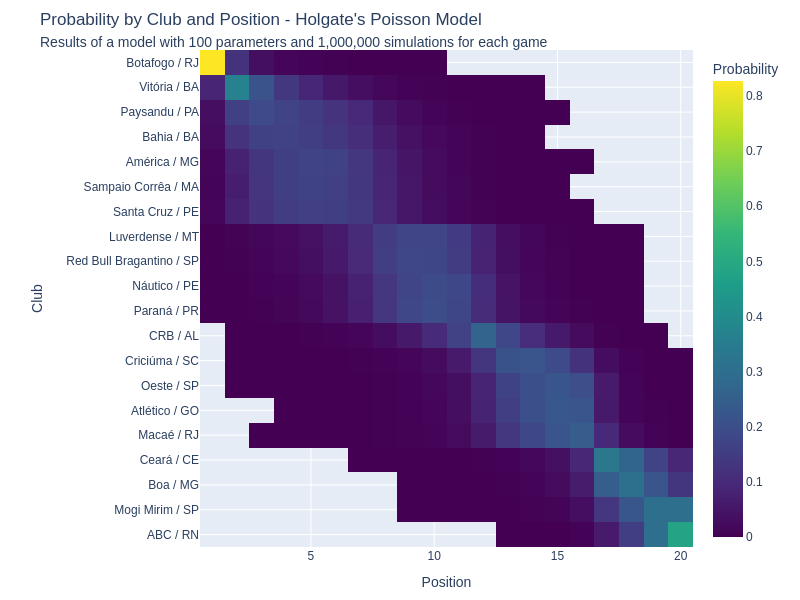 Probability by Club and Position - Holgate's Poisson Model
Results of a model with 100 parameters and 1,000,000 simulations for each game
Probability
Club
Botafogo / RJ
Vitória / BA
Paysandu / PA
Bahia / BA
América / MG
Sampaio Corrêa / MA
Santa Cruz / PE
Luverdense / MT
Red Bull Bragantino / SP
Náutico / PE
Paraná / PR
CRB / AL
Criciúma / SC
Oeste / SP
Atlético / GO
Macaé / RJ
Ceará / CE
Boa / MG
Mogi Mirim / SP
ABC / RN
0.8
0.7
0.6
0.5
0.4
0.3
0.2
0.1
0
5
10
15
20
Position